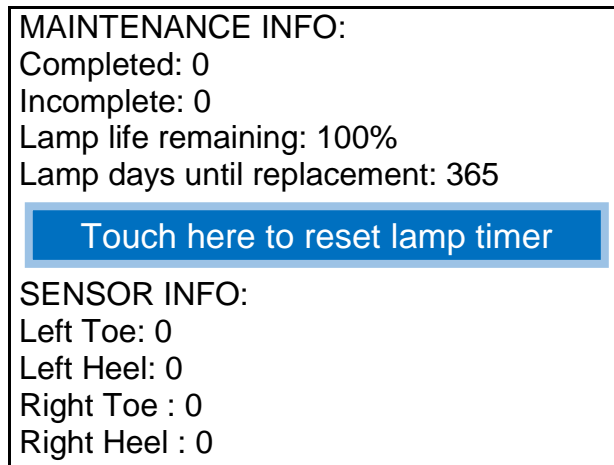 MAINTENANCE INFO:
Completed: 0
Incomplete: 0
Lamp life remaining: 100%
Lamp days until replacement: 365
Touch here to reset lamp timer
SENSOR INFO:
Left Toe: 0
Left Heel: 0
Right Toe : 0
Right Heel : 0